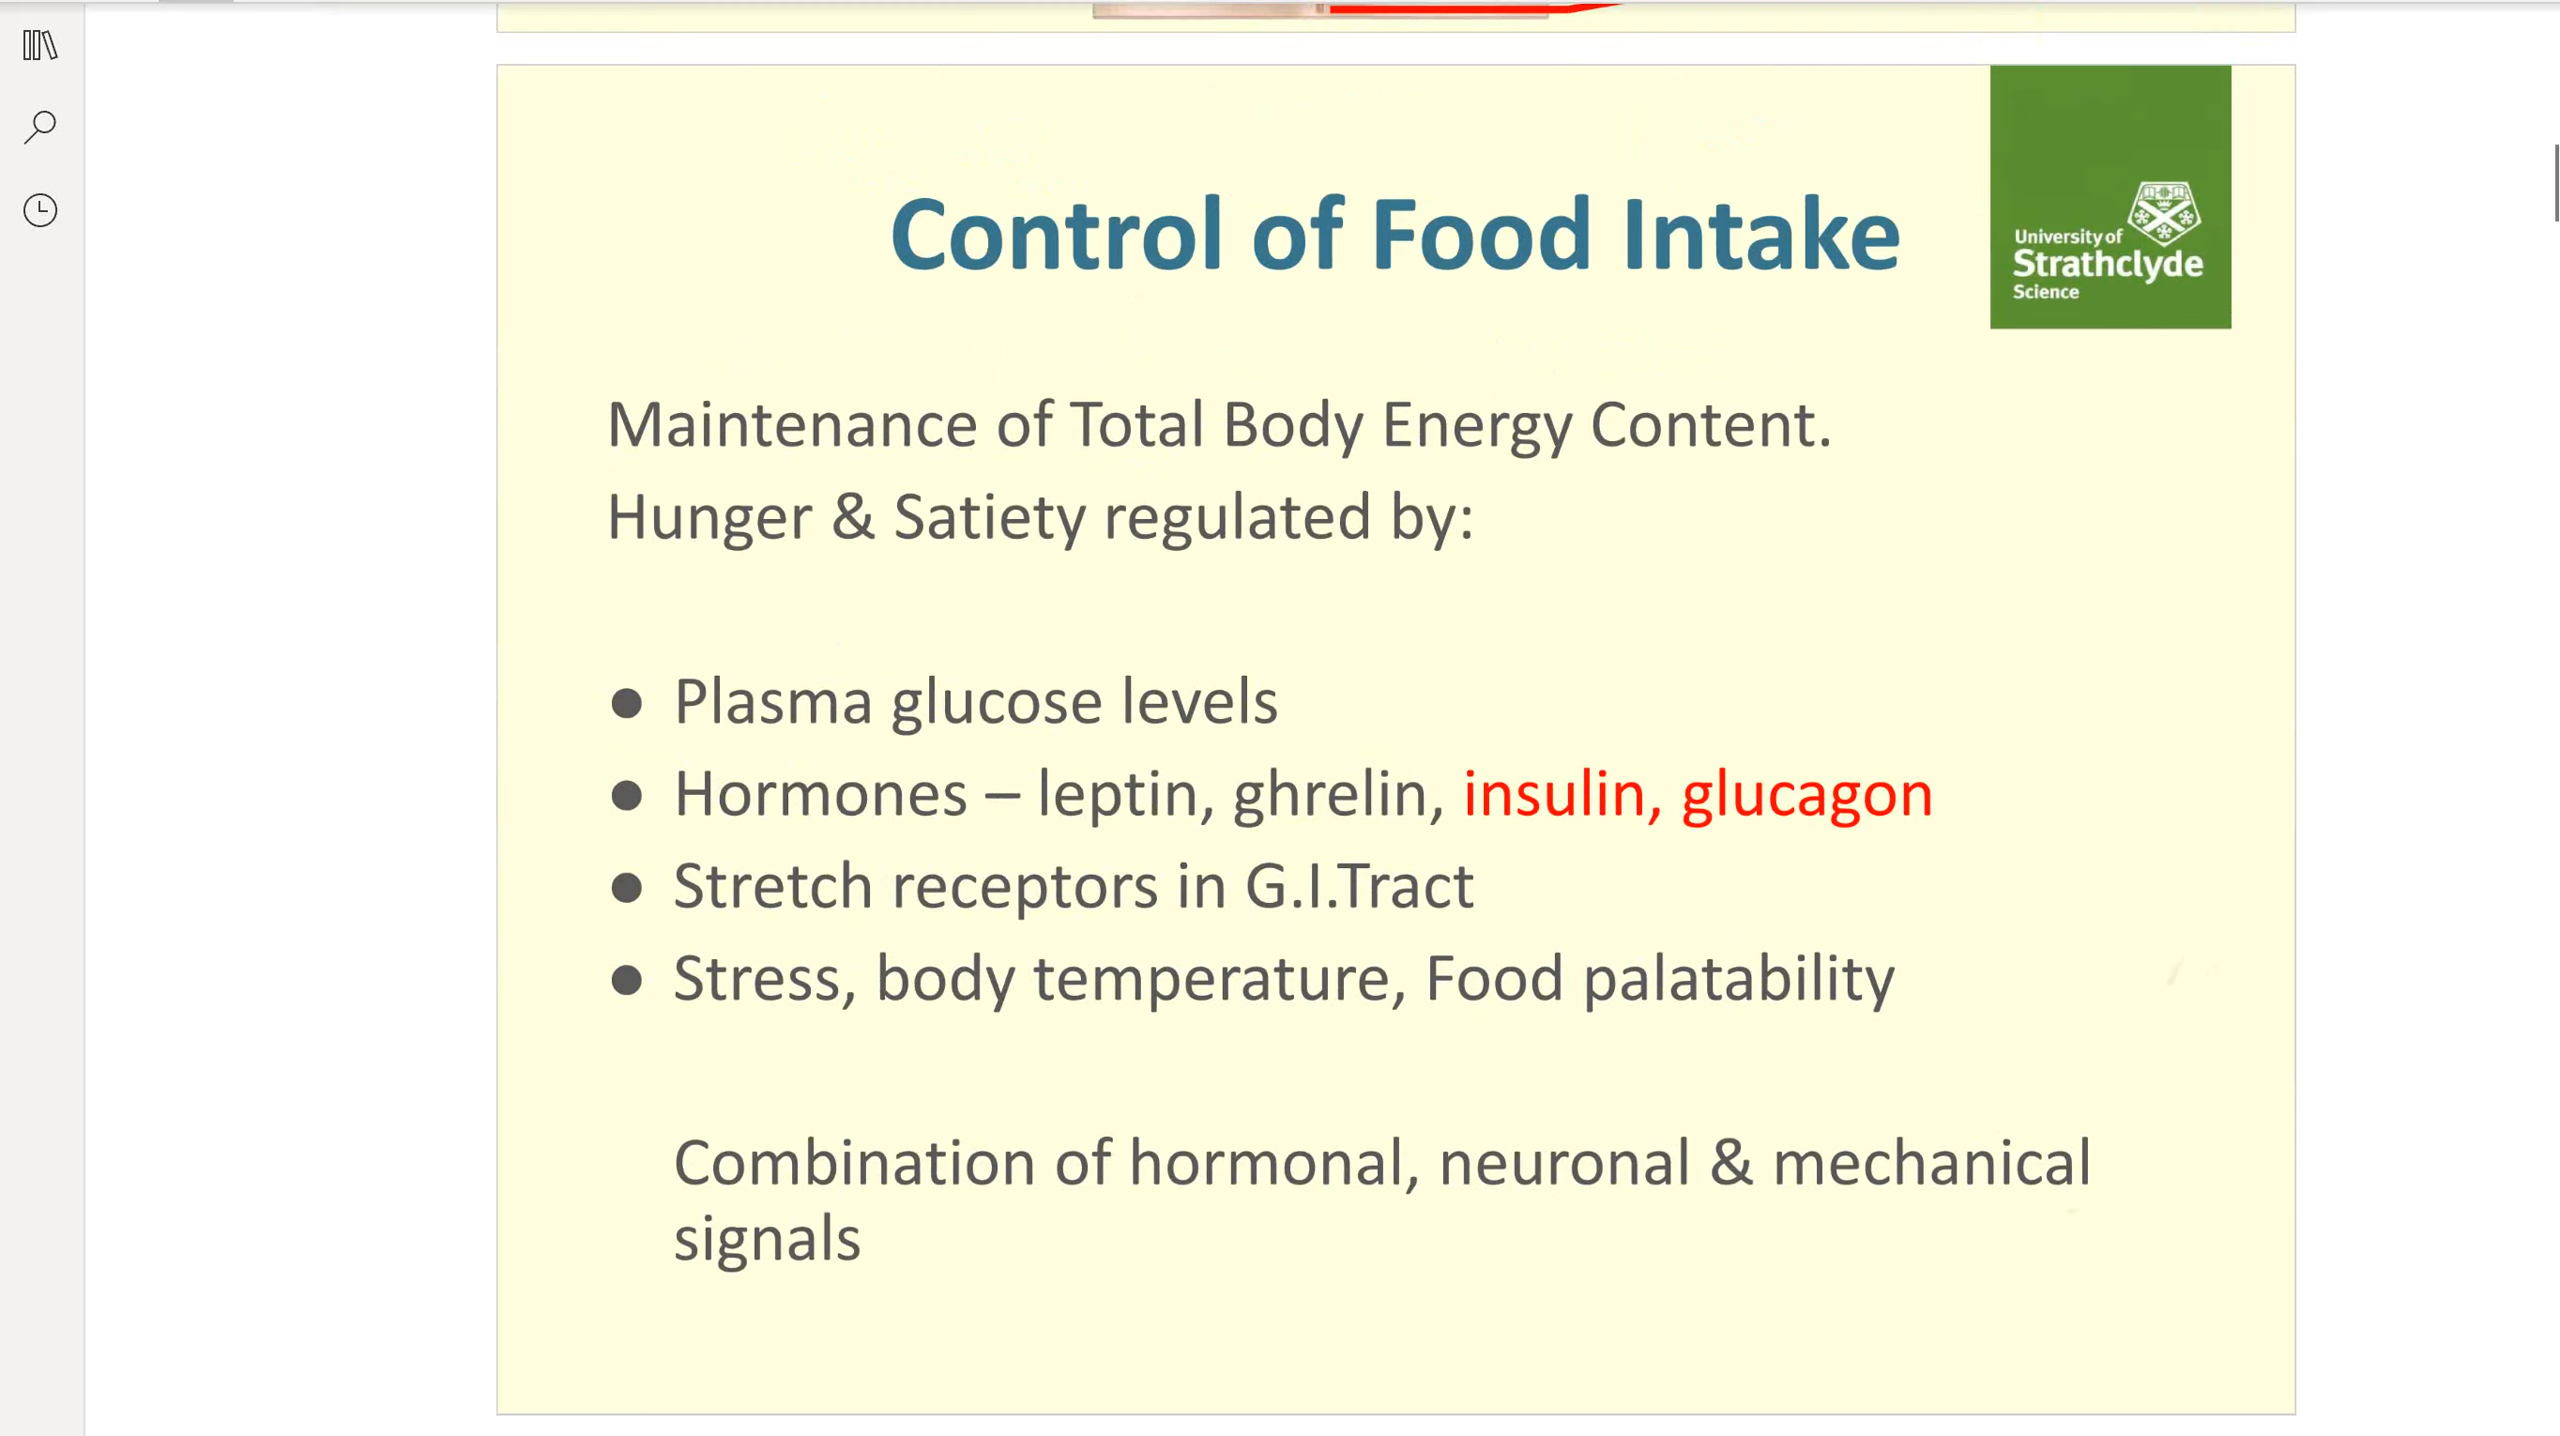 Control of Food Intake
University of
Strathclyde
Science
Maintenance of Total Body Energy Content.
Hunger & Satiety regulated by:
● Plasma glucose levels
● Hormones – leptin, ghrelin, insulin, glucagon
● Stretch receptors in G.I.Tract
● Stress, body temperature, Food palatability
Combination of hormonal, neuronal & mechanical
signals